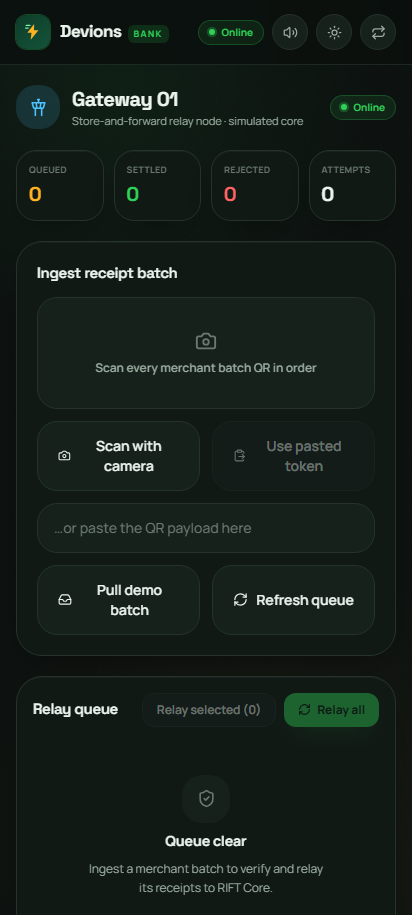 Devions BANK Online
Gateway 01
Store-and-forward relay node · simulated core
Online
QUEUED SETTLED REJECTED ATTEMPTS
0 0 0 0
Ingest receipt batch
Scan every merchant batch QR in order
Scan with
camera
Use pasted
token
...or paste the QR payload here
Pull demo
batch
Refresh queue
Relay queue Relay selected (0) Relay all
Queue clear
Ingest a merchant batch to verify and relay
its receipts to RIFT Core.